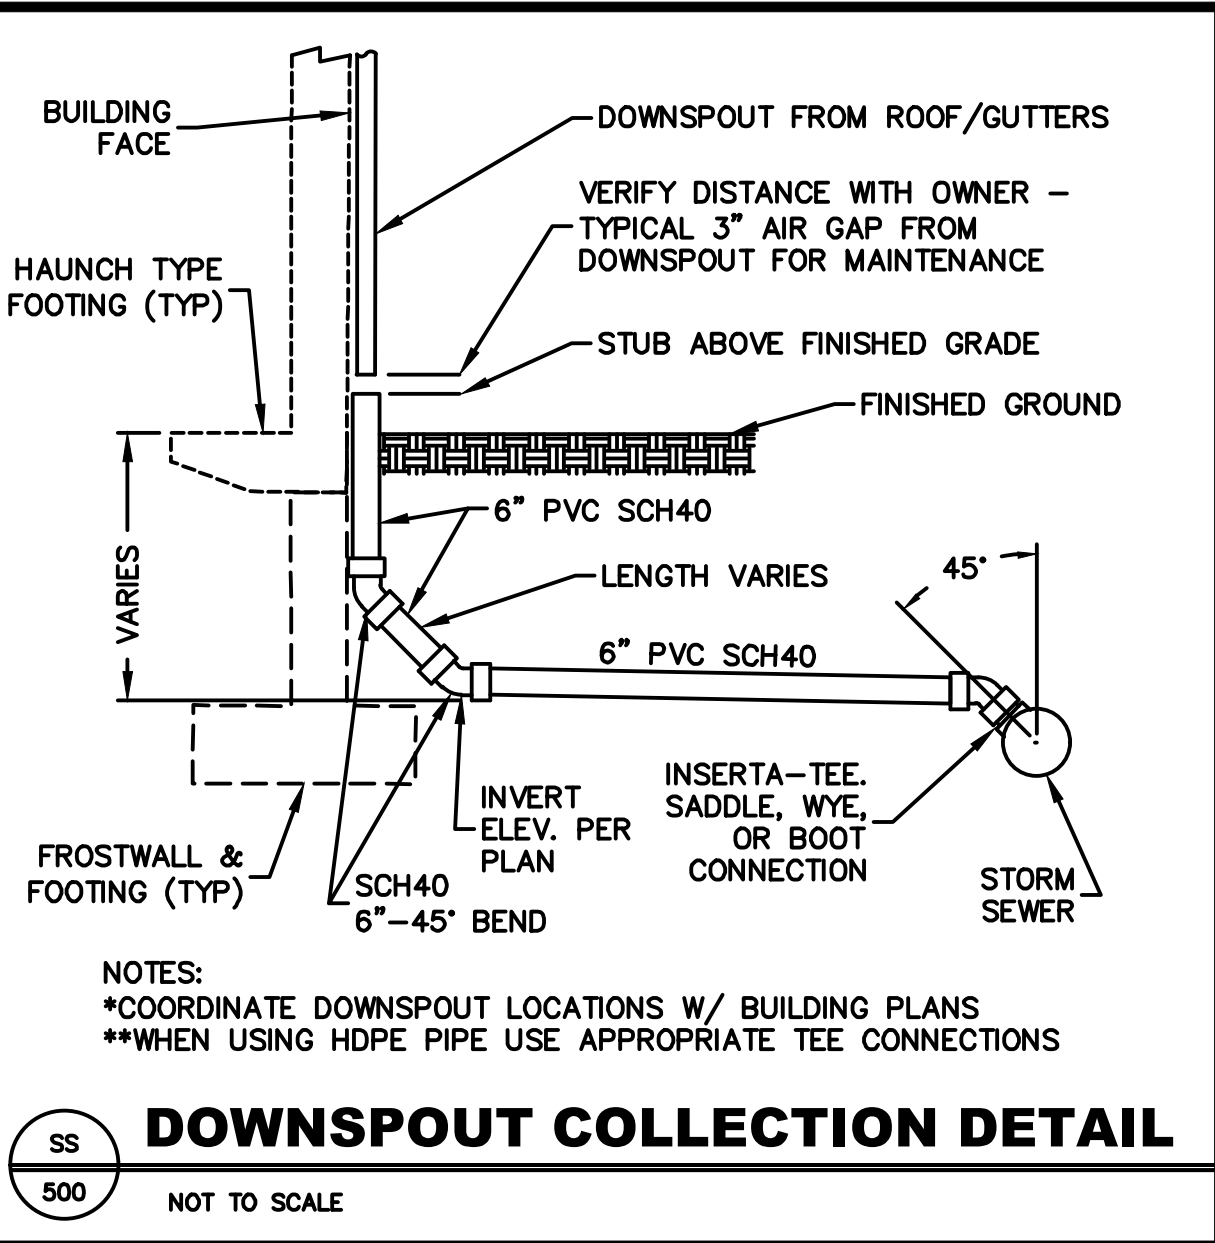 BUILDING
FACE
DOWNSPOUT FROM ROOF/GUTTERS
VERIFY DISTANCE WITH OWNER –
TYPICAL 3" AIR GAP FROM
DOWNSPOUT FOR MAINTENANCE
HAUNCH TYPE
FOOTING (TYP)
STUB ABOVE FINISHED GRADE
FINISHED GROUND
6" PVC SCH40
VARIES
LENGTH VARIES
45°
6" PVC SCH40
INVERT
ELEV. PER
PLAN
INSERTA–TEE.
SADDLE, WYE,
OR BOOT
CONNECTION
FROSTWALL &
FOOTING (TYP)
SCH40
6"–45° BEND
STORM
SEWER
NOTES:
*COORDINATE DOWNSPOUT LOCATIONS W/ BUILDING PLANS
**WHEN USING HDPE PIPE USE APPROPRIATE TEE CONNECTIONS
SS
500
DOWNSPOUT COLLECTION DETAIL
NOT TO SCALE